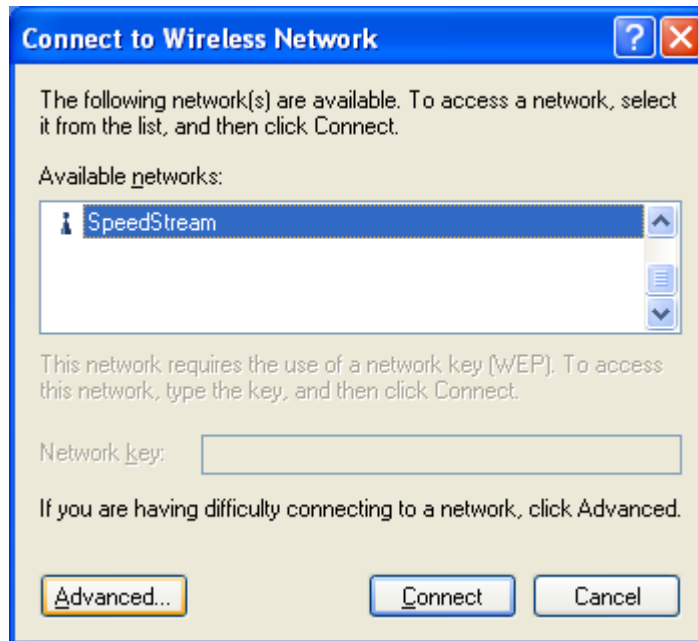 Connect to Wireless Network
The following network(s) are available. To access a network, select
it from the list, and then click Connect.
Available networks:
SpeedStream
This network requires the use of a network key (WEP). To access
this network, type the key, and then click Connect.
Network key:
If you are having difficulty connecting to a network, click Advanced.
Advanced... Connect Cancel